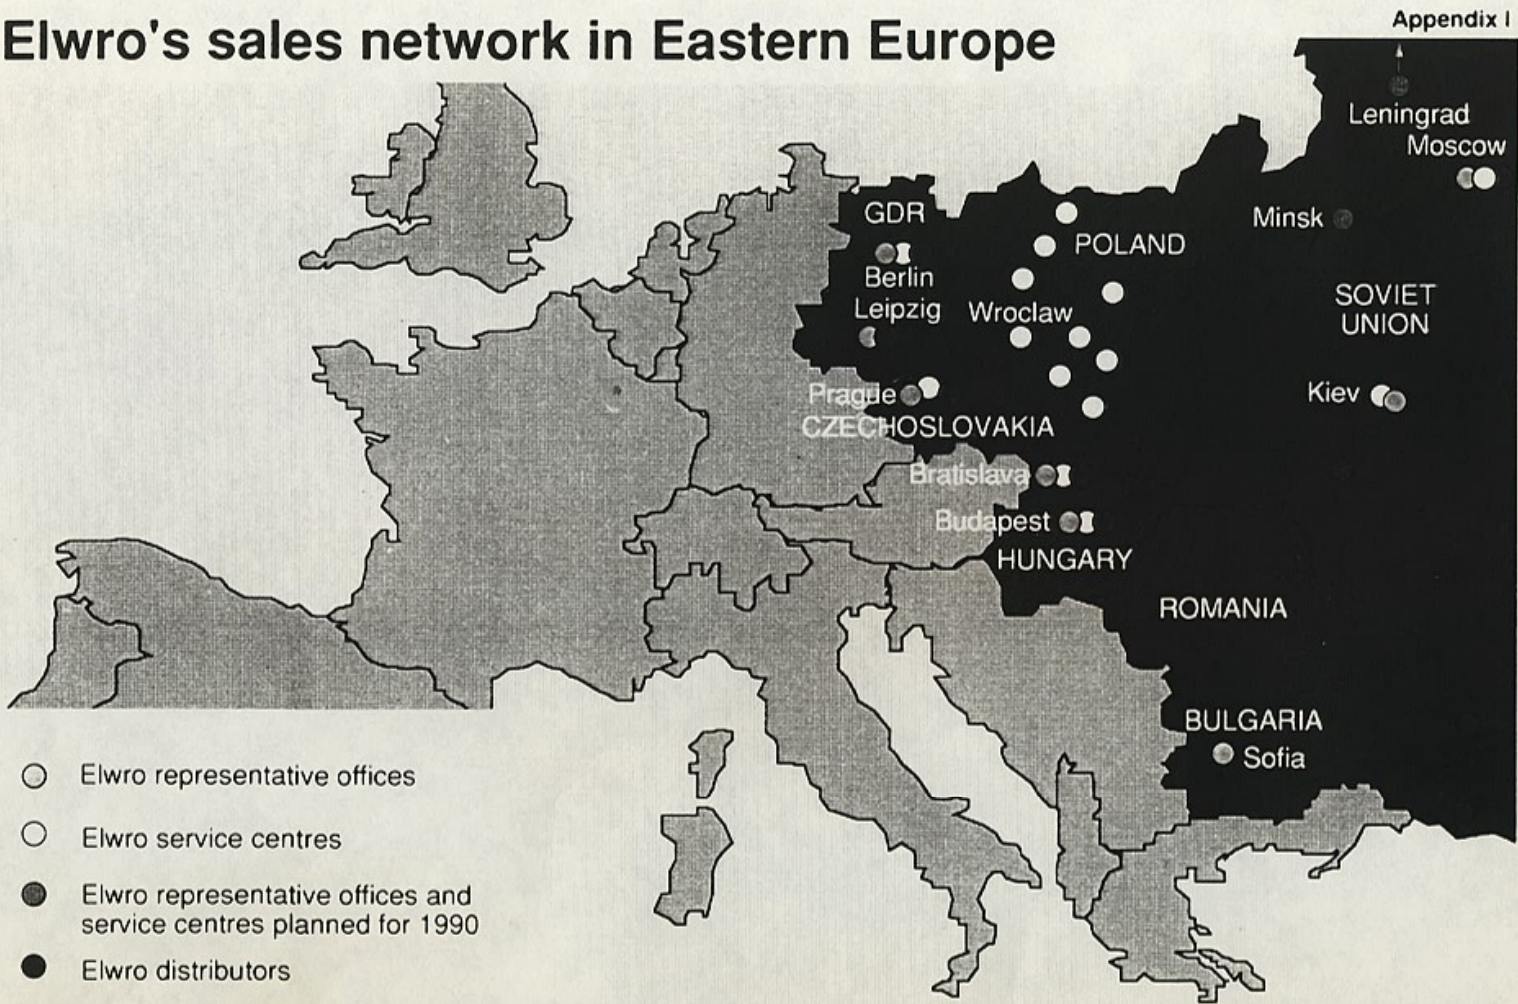 Appendix I
Elwro's sales network in Eastern Europe
Leningrad
Moscow
GDR
Minsk
POLAND
Berlin
Leipzig
Wroclaw
SOVIET
UNION
Prague
Kiev
CZECHOSLOVAKIA
Bratislava
Budapest
HUNGARY
ROMANIA
BULGARIA
Sofia
Elwro representative offices
Elwro service centres
Elwro representative offices and
service centres planned for 1990
Elwro distributors